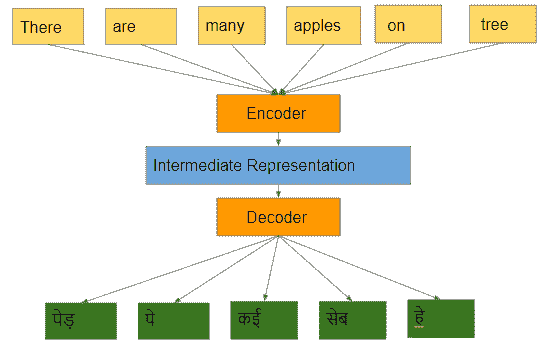 There are many apples on tree
Encoder
Intermediate Representation
Decoder
पेड़ पे कई सेब हे